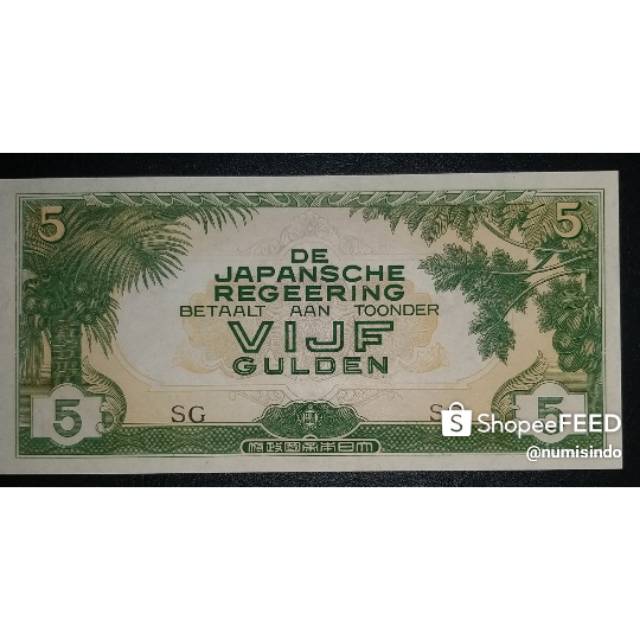 5 5
DE
JAPANSCHE
REGEERING
BETAALT AAN TOONDER
VIJF
GULDEN
5 SG 5
府政國帝本日大
ShopeeFEED
@numisindo